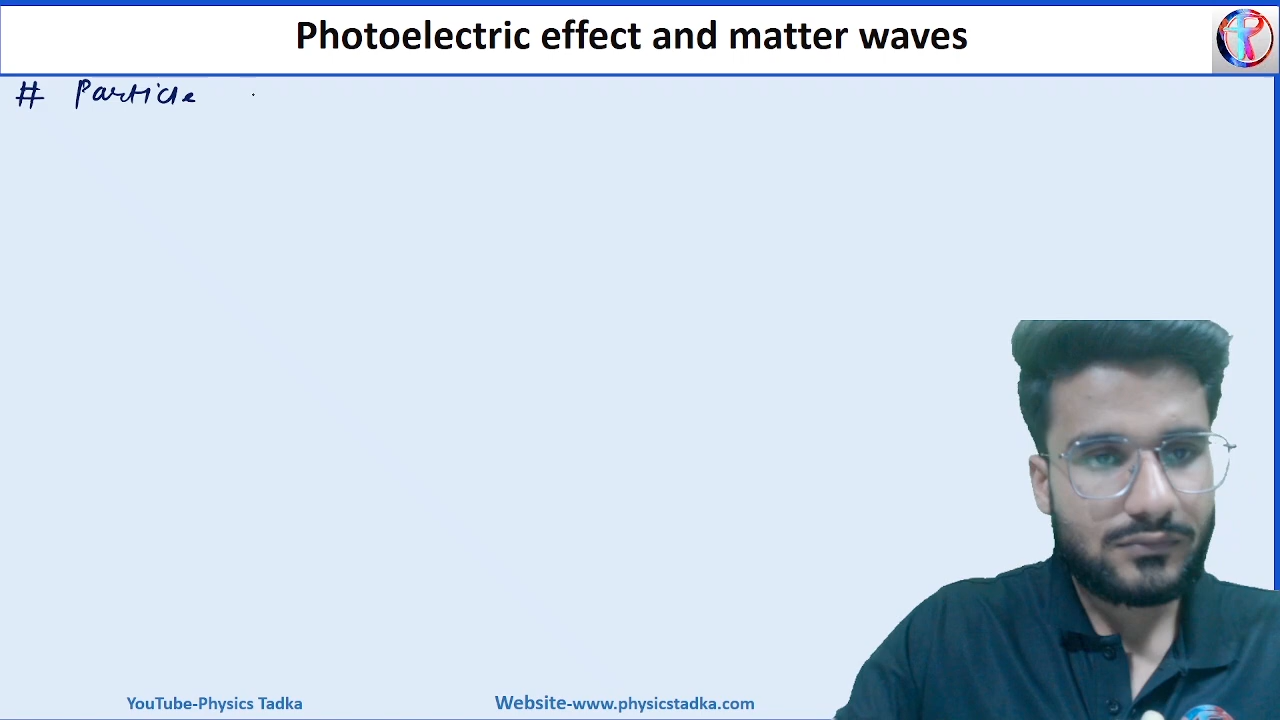 Photoelectric effect and matter waves
# Particle
YouTube-Physics Tadka
Website-www.physicstadka.com